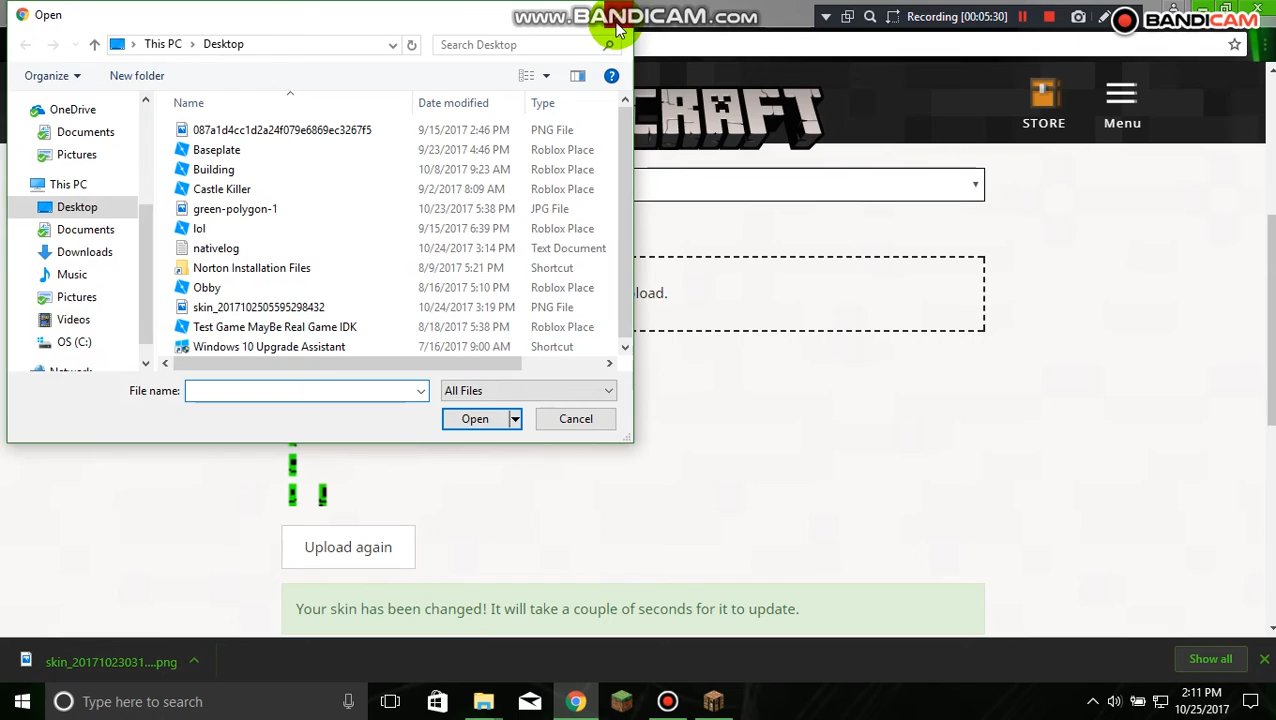 Open
www.BANDICAM.com
Recording [00:05:30]
BANDICAM
This PC
Desktop
Search Desktop
Organize
New folder
STORE
Menu
Name
Date modified
Type
OneDrive
Documents
Pictures
This PC
Desktop
Documents
Downloads
Music
Pictures
Videos
OS (C:)
Network
087a1d4cc1d2a24f079e6869ec3267f5 9/15/2017 2:46 PM PNG File
Baseplate 9/23/2017 4:46 PM Roblox Place
Building 10/8/2017 9:23 AM Roblox Place
Castle Killer 9/2/2017 8:09 AM Roblox Place
green-polygon-1 10/23/2017 5:38 PM JPG File
lol 9/15/2017 6:39 PM Roblox Place
nativelog 10/24/2017 3:14 PM Text Document
Norton Installation Files 8/9/2017 5:21 PM Shortcut
Obby 8/16/2017 5:10 PM Roblox Place
skin_2017102505595298432 10/24/2017 3:19 PM PNG File
Test Game MayBe Real Game IDK 8/18/2017 5:38 PM Roblox Place
Windows 10 Upgrade Assistant 7/16/2017 9:00 AM Shortcut
File name:
All Files
Open
Cancel
CRAFT
load.
Upload again
Your skin has been changed! It will take a couple of seconds for it to update.
skin_20171023031....png
Show all
Type here to search
2:11 PM
10/25/2017